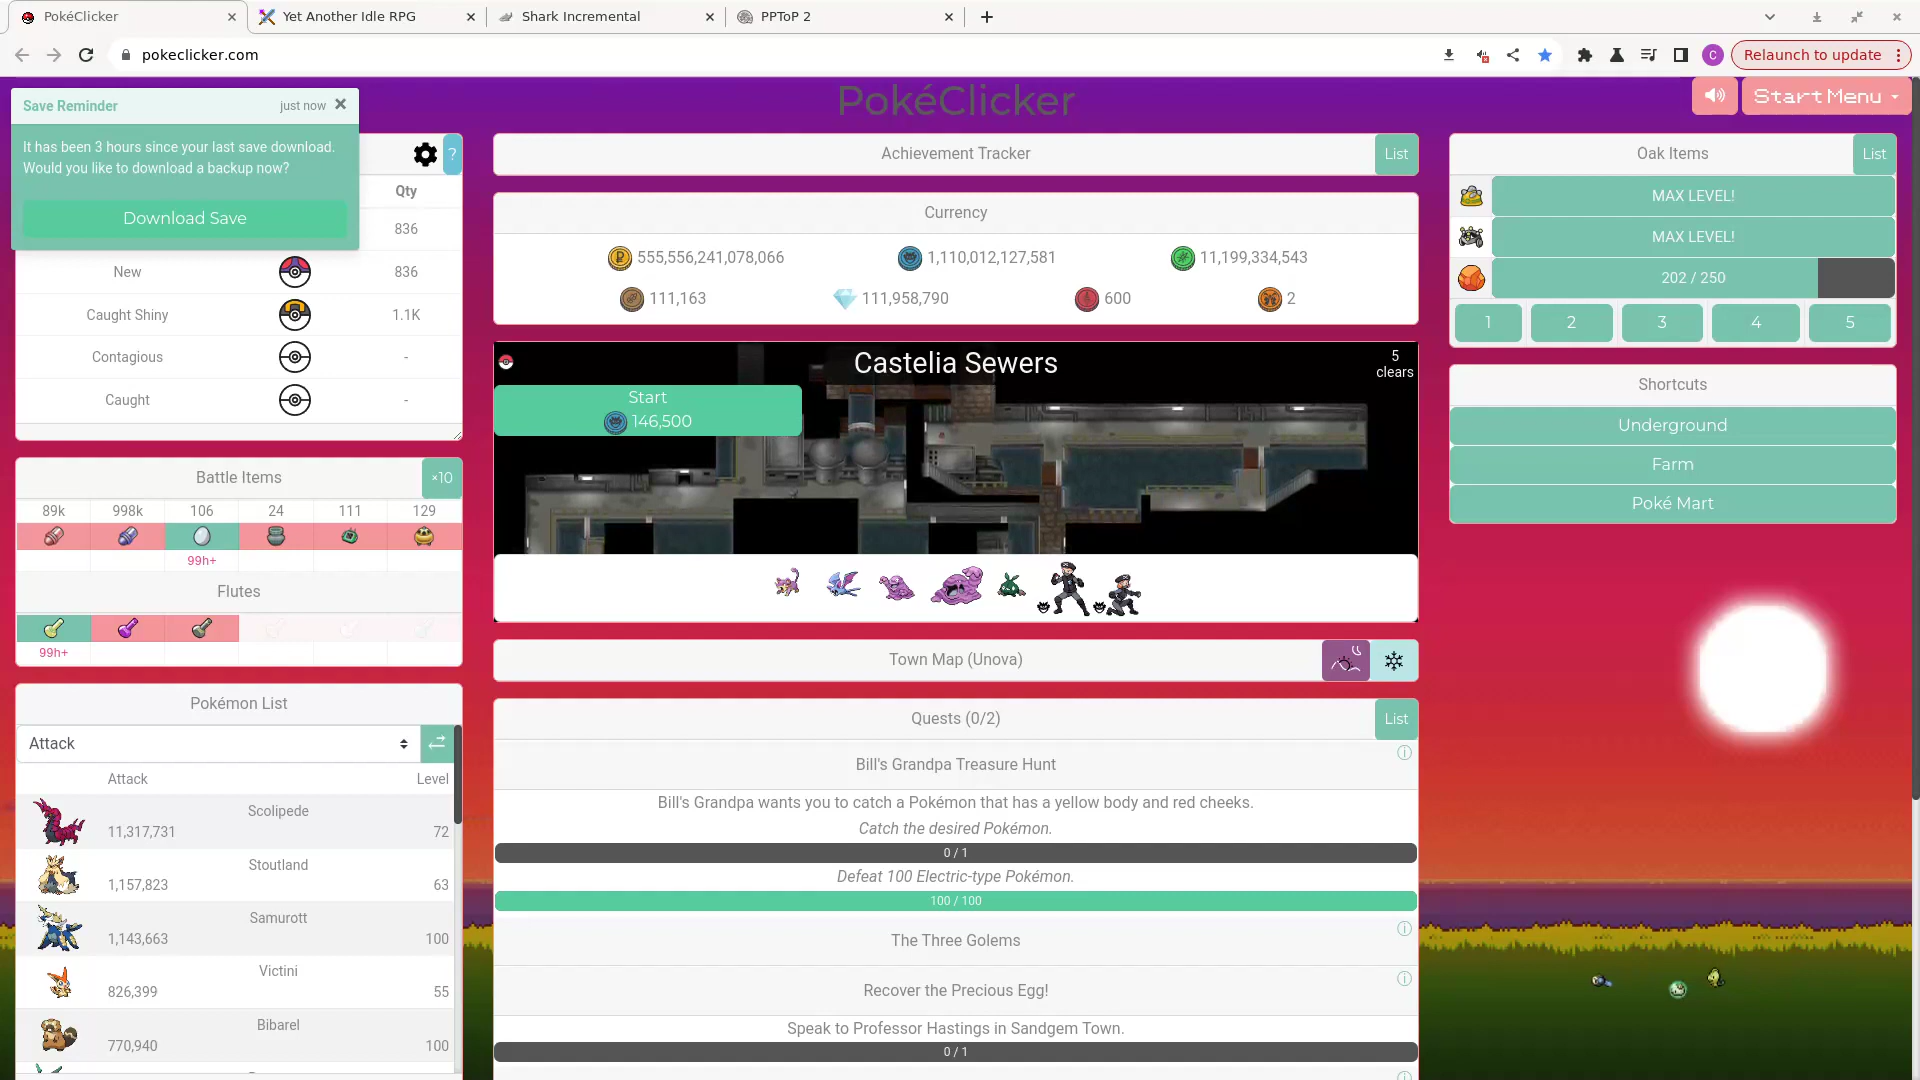 PokéClicker
Yet Another Idle RPG
Shark Incremental
PPToP 2
pokeclicker.com
C
Relaunch to update
PokéClicker
Start Menu
Save Reminder
just now
It has been 3 hours since your last save download.
Would you like to download a backup now?
Download Save
?
Qty
836
New
836
Caught Shiny
1.1K
Contagious
-
Caught
-
Battle Items
×10
89k
998k
106
24
111
129
99h+
Flutes
99h+
Pokémon List
Attack
Attack
Level
Scolipede
11,317,731
72
Stoutland
1,157,823
63
Samurott
1,143,663
100
Victini
826,399
55
Bibarel
770,940
100
Achievement Tracker
List
Currency
555,556,241,078,066
1,110,012,127,581
11,199,334,543
111,163
111,958,790
600
2
Castelia Sewers
5
clears
Start
146,500
Town Map (Unova)
Quests (0/2)
List
Bill's Grandpa Treasure Hunt
Bill's Grandpa wants you to catch a Pokémon that has a yellow body and red cheeks.
Catch the desired Pokémon.
0 / 1
Defeat 100 Electric-type Pokémon.
100 / 100
The Three Golems
Recover the Precious Egg!
Speak to Professor Hastings in Sandgem Town.
0 / 1
Oak Items
List
MAX LEVEL!
MAX LEVEL!
202 / 250
1
2
3
4
5
Shortcuts
Underground
Farm
Poké Mart